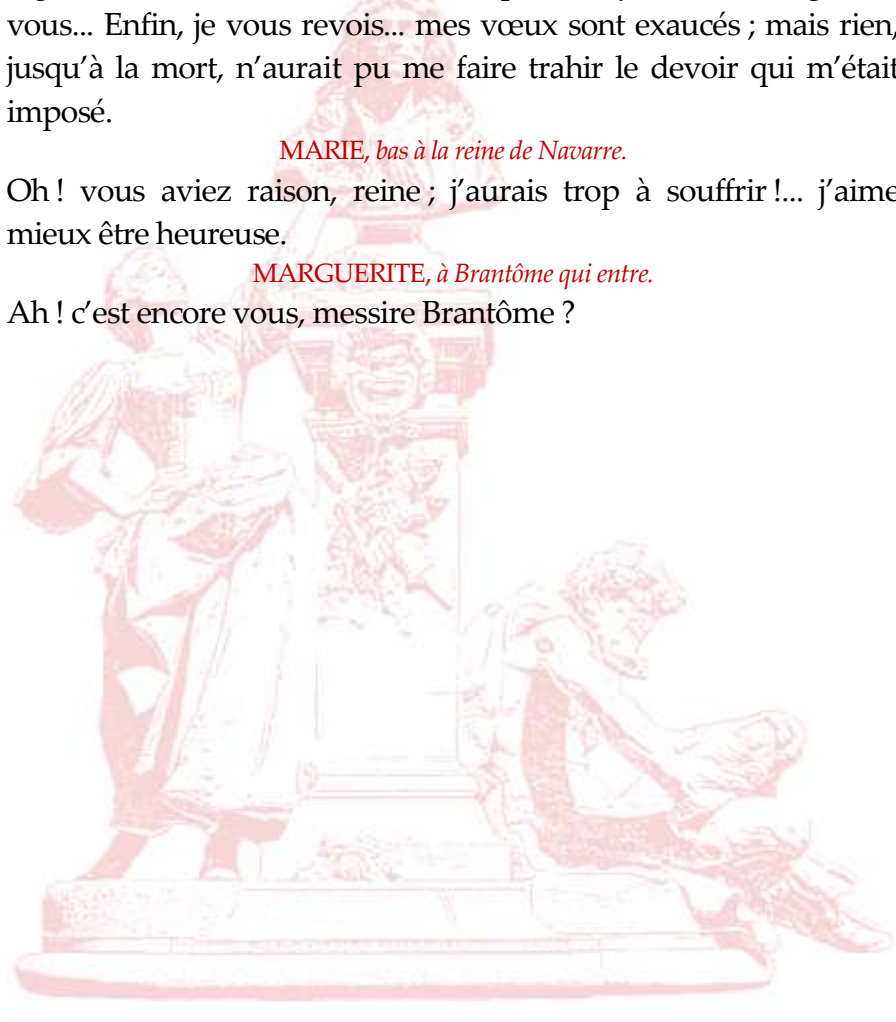 vous... Enfin, je vous revois... mes vœux sont exaucés ; mais rien,
jusqu’à la mort, n’aurait pu me faire trahir le devoir qui m’était
imposé.
MARIE, bas à la reine de Navarre.
Oh ! vous aviez raison, reine ; j’aurais trop à souffrir !... j’aime
mieux être heureuse.
MARGUERITE, à Brantôme qui entre.
Ah ! c’est encore vous, messire Brantôme ?